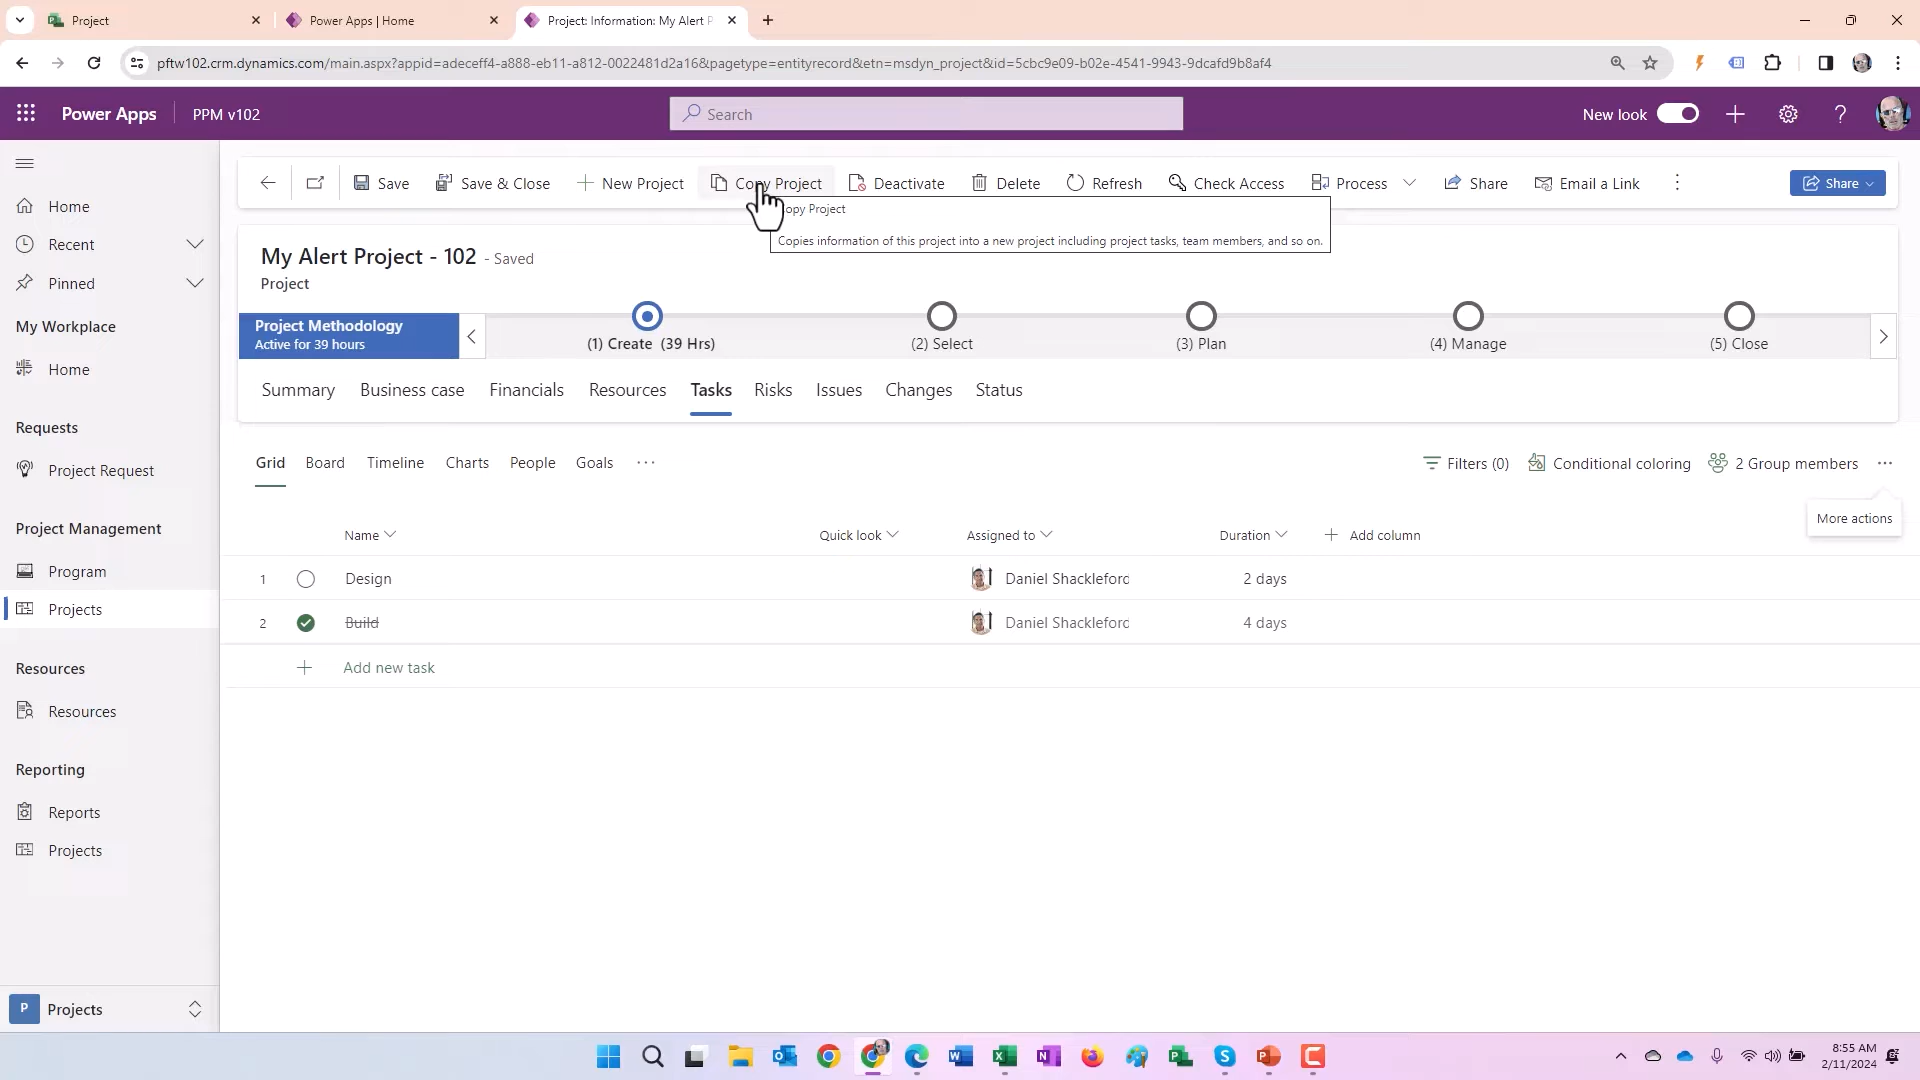 Project
Power Apps | Home
Project: Information: My Alert P
pftw102.crm.dynamics.com/main.aspx?appid=adeceff4-a888-eb11-a812-0022481d2a16&pagetype=entityrecord&etn=msdyn_project&id=5cbc9e09-b02e-4541-9943-9dcafd9b8af4
Power Apps
PPM v102
Search
New look
Save
Save & Close
New Project
Copy Project
Deactivate
Delete
Refresh
Check Access
Process
Share
Email a Link
Share
opy Project
Copies information of this project into a new project including project tasks, team members, and so on.
Home
Recent
Pinned
My Workplace
Home
Requests
Project Request
Project Management
Program
Projects
Resources
Resources
Reporting
Reports
Projects
P Projects
My Alert Project - 102 - Saved
Project
Project Methodology
Active for 39 hours
(1) Create (39 Hrs)
(2) Select
(3) Plan
(4) Manage
(5) Close
Summary Business case Financials Resources Tasks Risks Issues Changes Status
Grid Board Timeline Charts People Goals
Filters (0)
Conditional coloring
2 Group members
More actions
Name Quick look Assigned to Duration Add column
1 Design Daniel Shackleford 2 days
2 Build Daniel Shackleford 4 days
Add new task
8:55 AM
2/11/2024